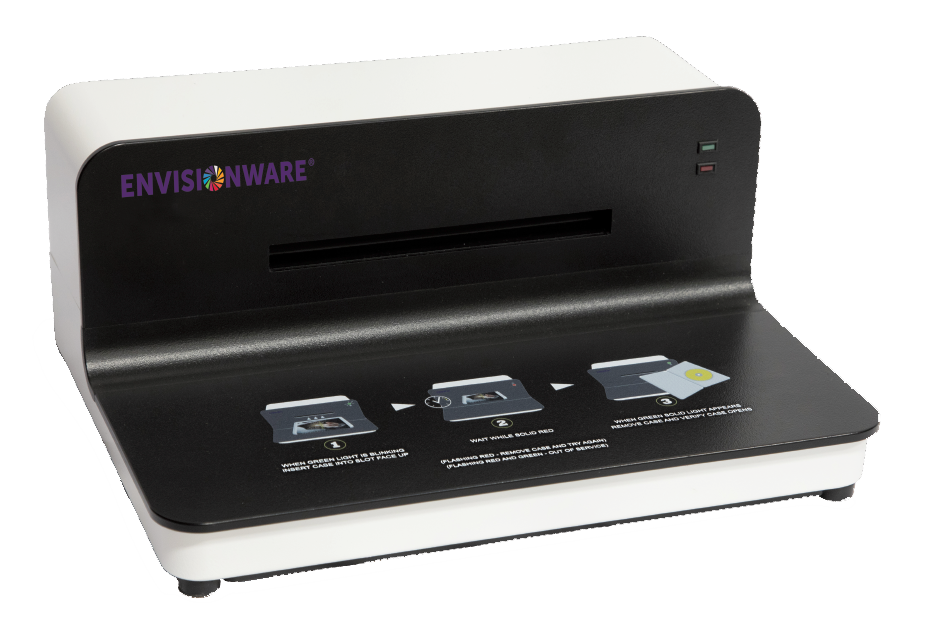 ENVISIONWARE®
1
WHEN GREEN LIGHT IS BLINKING
INSERT CASE INTO SLOT FACE UP
2
WAIT WHILE SOLID RED
(FLASHING RED - REMOVE CASE AND TRY AGAIN)
(FLASHING RED AND GREEN - OUT OF SERVICE)
3
WHEN GREEN SOLID LIGHT APPEARS
REMOVE CASE AND VERIFY CASE OPENS